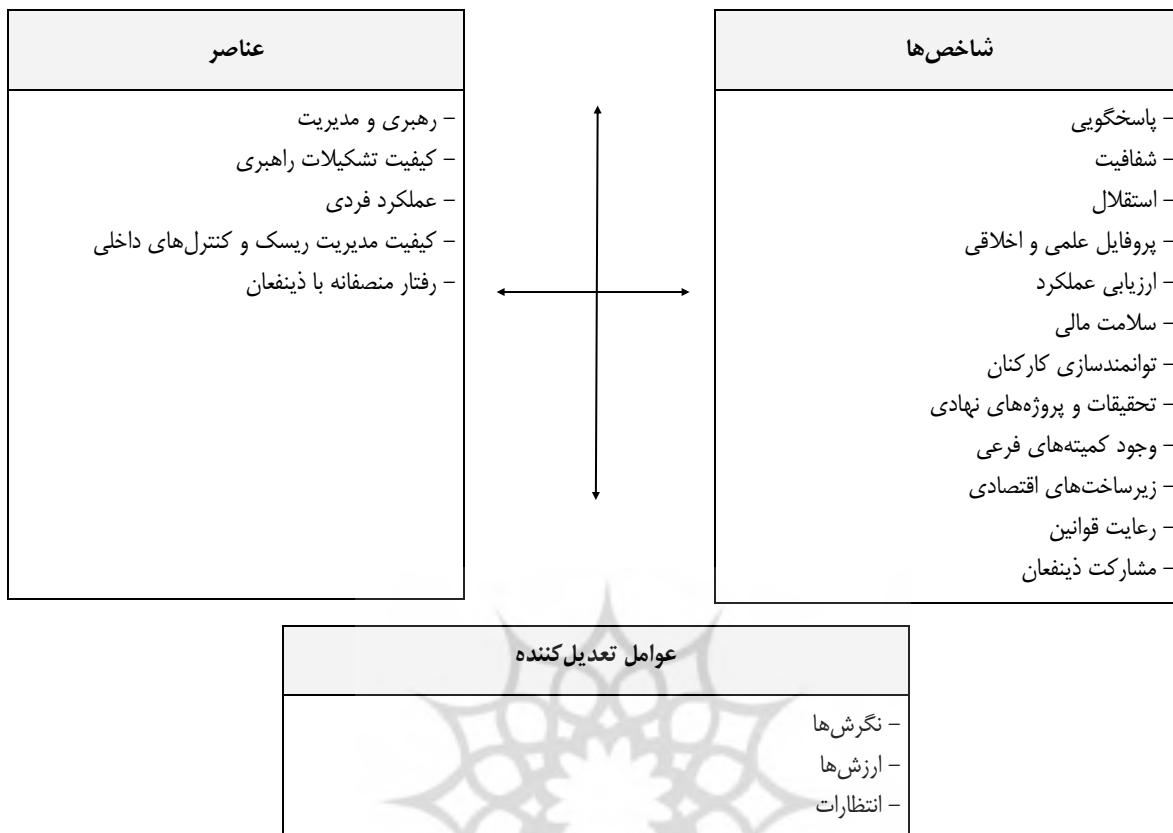 شاخص‌ها
– پاسخگویی
– شفافیت
– استقلال
– پروفایل علمی و اخلاقی
– ارزیابی عملکرد
– سلامت مالی
– توانمندسازی کارکنان
– تحقیقات و پروژه‌های نهادی
– وجود کمیته‌های فرعی
– زیرساخت‌های اقتصادی
– رعایت قوانین
– مشارکت ذینفعان
عناصر
– رهبری و مدیریت
– کیفیت تشکیلات راهبری
– عملکرد فردی
– کیفیت مدیریت ریسک و کنترل‌های داخلی
– رفتار منصفانه با ذینفعان
عوامل تعدیل‌کننده
– نگرش‌ها
– ارزش‌ها
– انتظارات